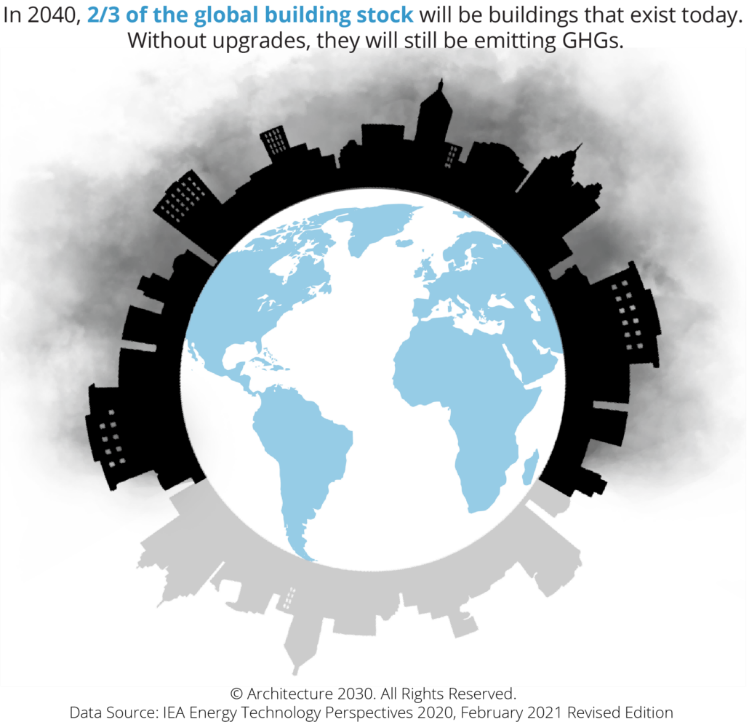 In 2040, 2/3 of the global building stock will be buildings that exist today.
Without upgrades, they will still be emitting GHGs.
© Architecture 2030. All Rights Reserved.
Data Source: IEA Energy Technology Perspectives 2020, February 2021 Revised Edition